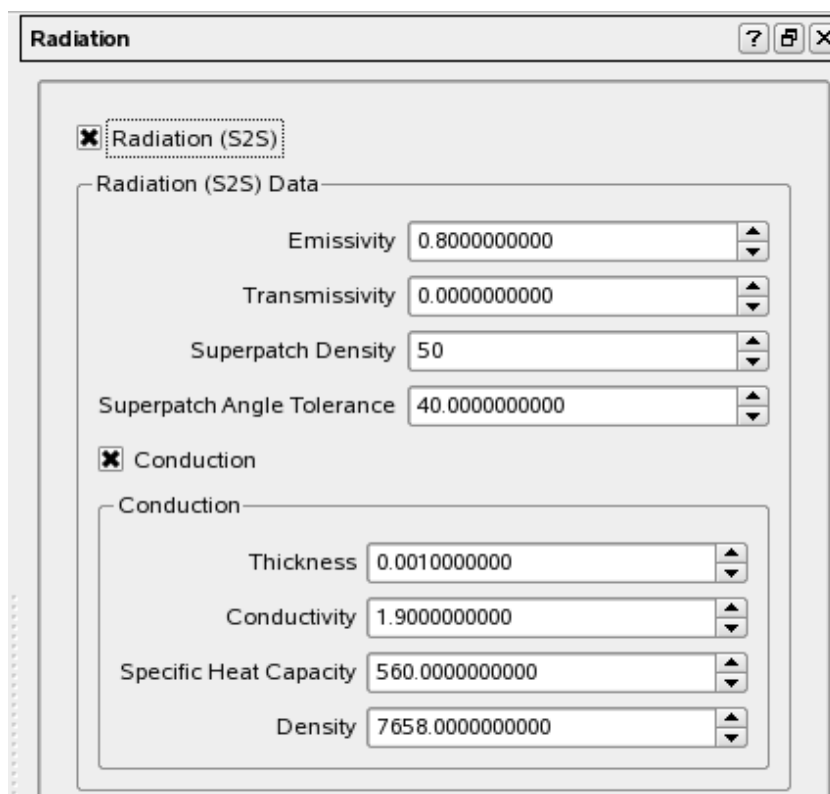 Radiation
Radiation (S2S)
Radiation (S2S) Data
Emissivity 0.8000000000
Transmissivity 0.0000000000
Superpatch Density 50
Superpatch Angle Tolerance 40.0000000000
Conduction
Conduction
Thickness 0.0010000000
Conductivity 1.9000000000
Specific Heat Capacity 560.0000000000
Density 7658.0000000000